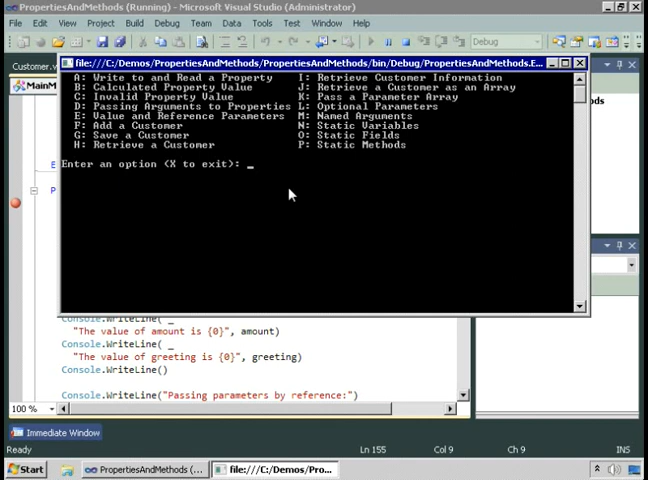 PropertiesAndMethods (Running) - Microsoft Visual Studio
File Edit View Project Build Debug Team Data Tools Test Window Help
Debug
Customer.v
file:///C:/Demos/PropertiesAndMethods/PropertiesAndMethods/bin/Debug/PropertiesAndMethods.E...
MainM
A: Write to and Read a Property I: Retrieve Customer Information
B: Calculated Property Value J: Retrieve a Customer as an Array
C: Invalid Property Value K: Pass a Parameter Array
D: Passing Arguments to Properties L: Optional Parameters
E: Value and Reference Parameters M: Named Arguments
F: Add a Customer N: Static Variables
G: Save a Customer O: Static Fields
H: Retrieve a Customer P: Static Methods
Enter an option (X to exit): _
ds
E
P
Console.WriteLine( _
"The value of amount is {0}", amount)
Console.WriteLine( _
"The value of greeting is {0}", greeting)
Console.WriteLine()
Console.WriteLine("Passing parameters by reference:")
100 %
Immediate Window
Ready Ln 155 Col 9 Ch 9 INS
Start PropertiesAndMethods (... file:///C:/Demos/Pro...